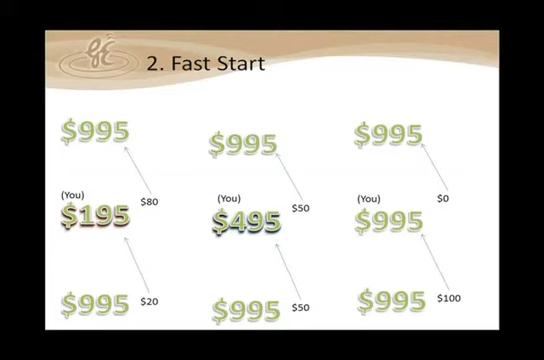 2. Fast Start
$995 $995 $995
$80 $50 $0
(You) (You) (You)
$195 $495 $995
$20 $50 $100
$995 $995 $995